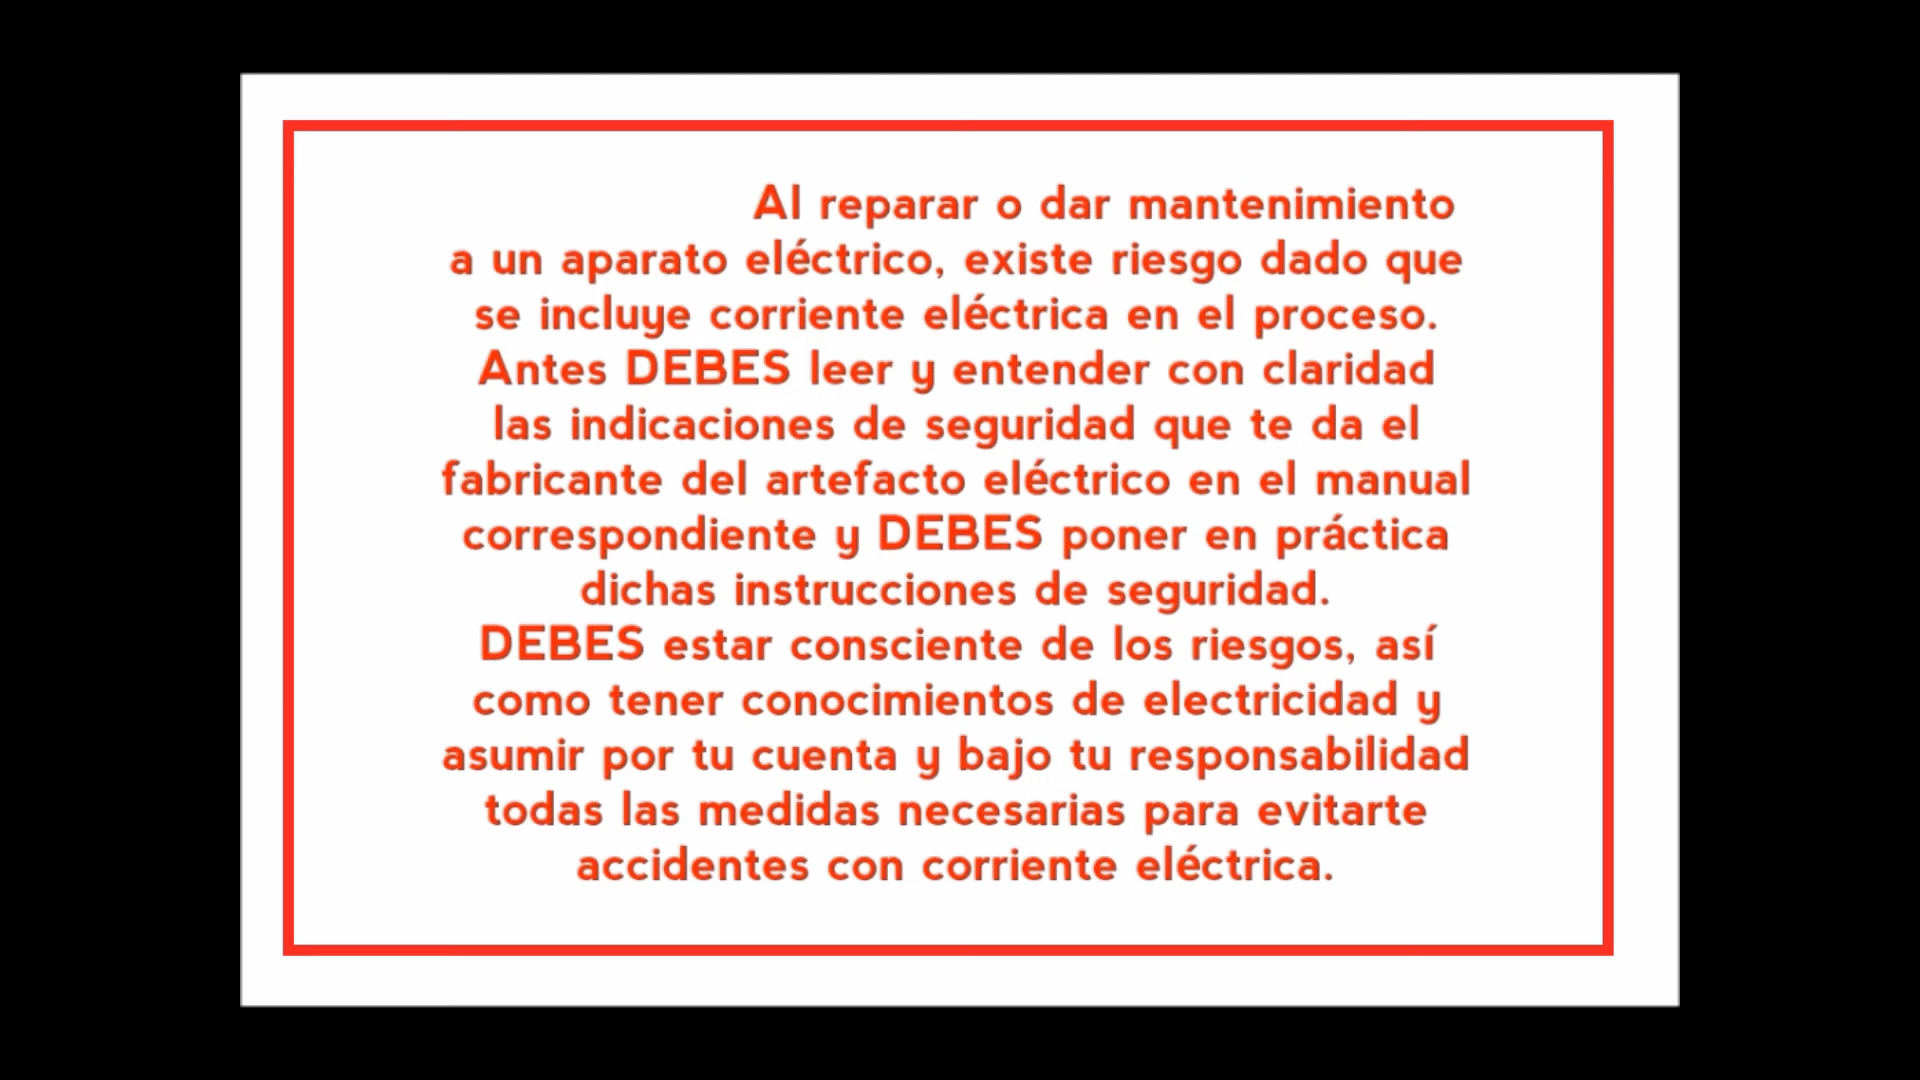 Al reparar o dar mantenimiento
a un aparato eléctrico, existe riesgo dado que
se incluye corriente eléctrica en el proceso.
Antes DEBES leer y entender con claridad
las indicaciones de seguridad que te da el
fabricante del artefacto eléctrico en el manual
correspondiente y DEBES poner en práctica
dichas instrucciones de seguridad.
DEBES estar consciente de los riesgos, así
como tener conocimientos de electricidad y
asumir por tu cuenta y bajo tu responsabilidad
todas las medidas necesarias para evitarte
accidentes con corriente eléctrica.